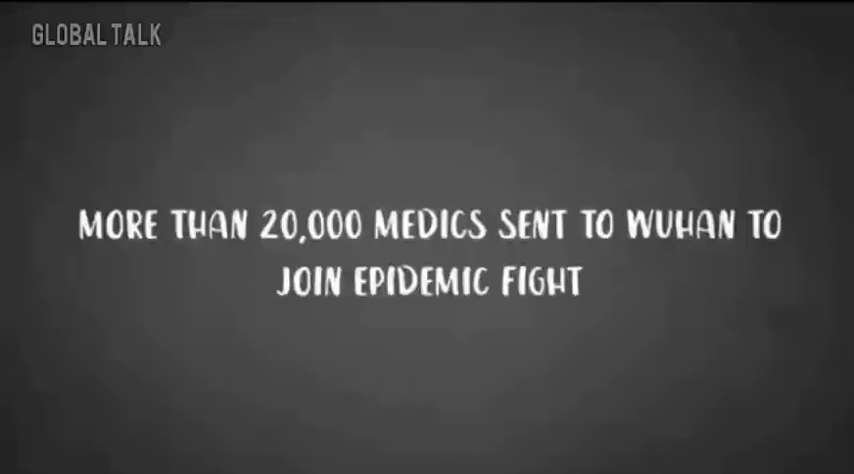 GLOBAL TALK
MORE THAN 20,000 MEDICS SENT TO WUHAN TO
JOIN EPIDEMIC FIGHT